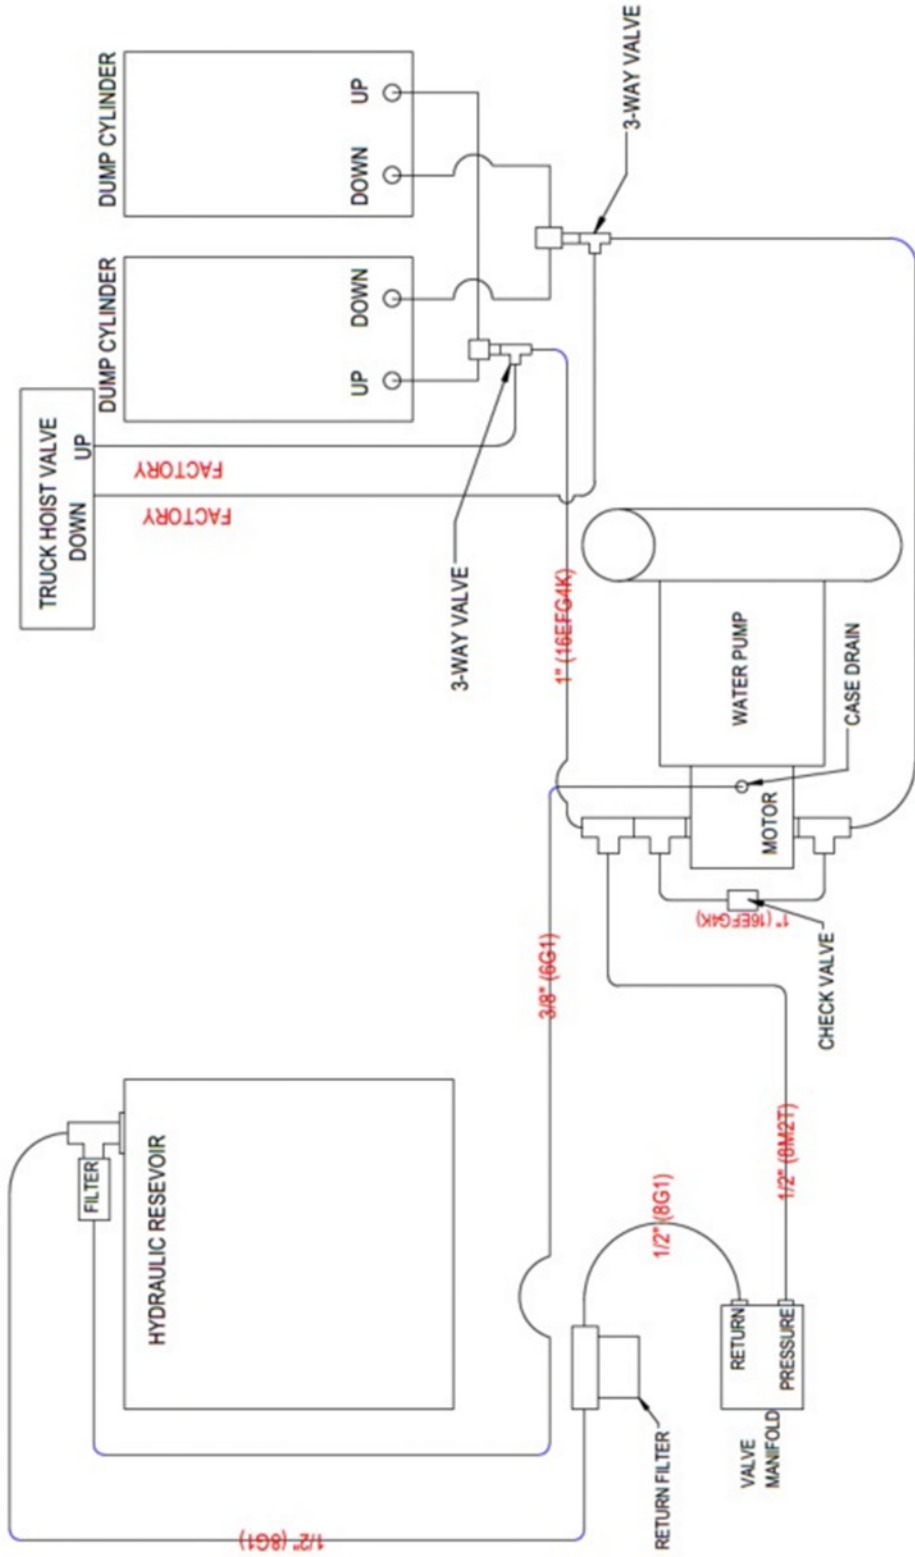 DUMP CYLINDER
UP
DOWN
3-WAY VALVE
DUMP CYLINDER
DOWN
UP
TRUCK HOIST VALVE
DOWN UP
FACTORY
FACTORY
3-WAY VALVE
1" (16EFG4K)
WATER PUMP
CASE DRAIN
MOTOR
1" (16EFG4K)
CHECK VALVE
3/8" (6G1)
HYDRAULIC RESEVOIR
FILTER
1/2" (8M2T)
1/2" (8G1)
RETURN
PRESSURE
VALVE
MANIFOLD
RETURN FILTER
1/2" (8G1)